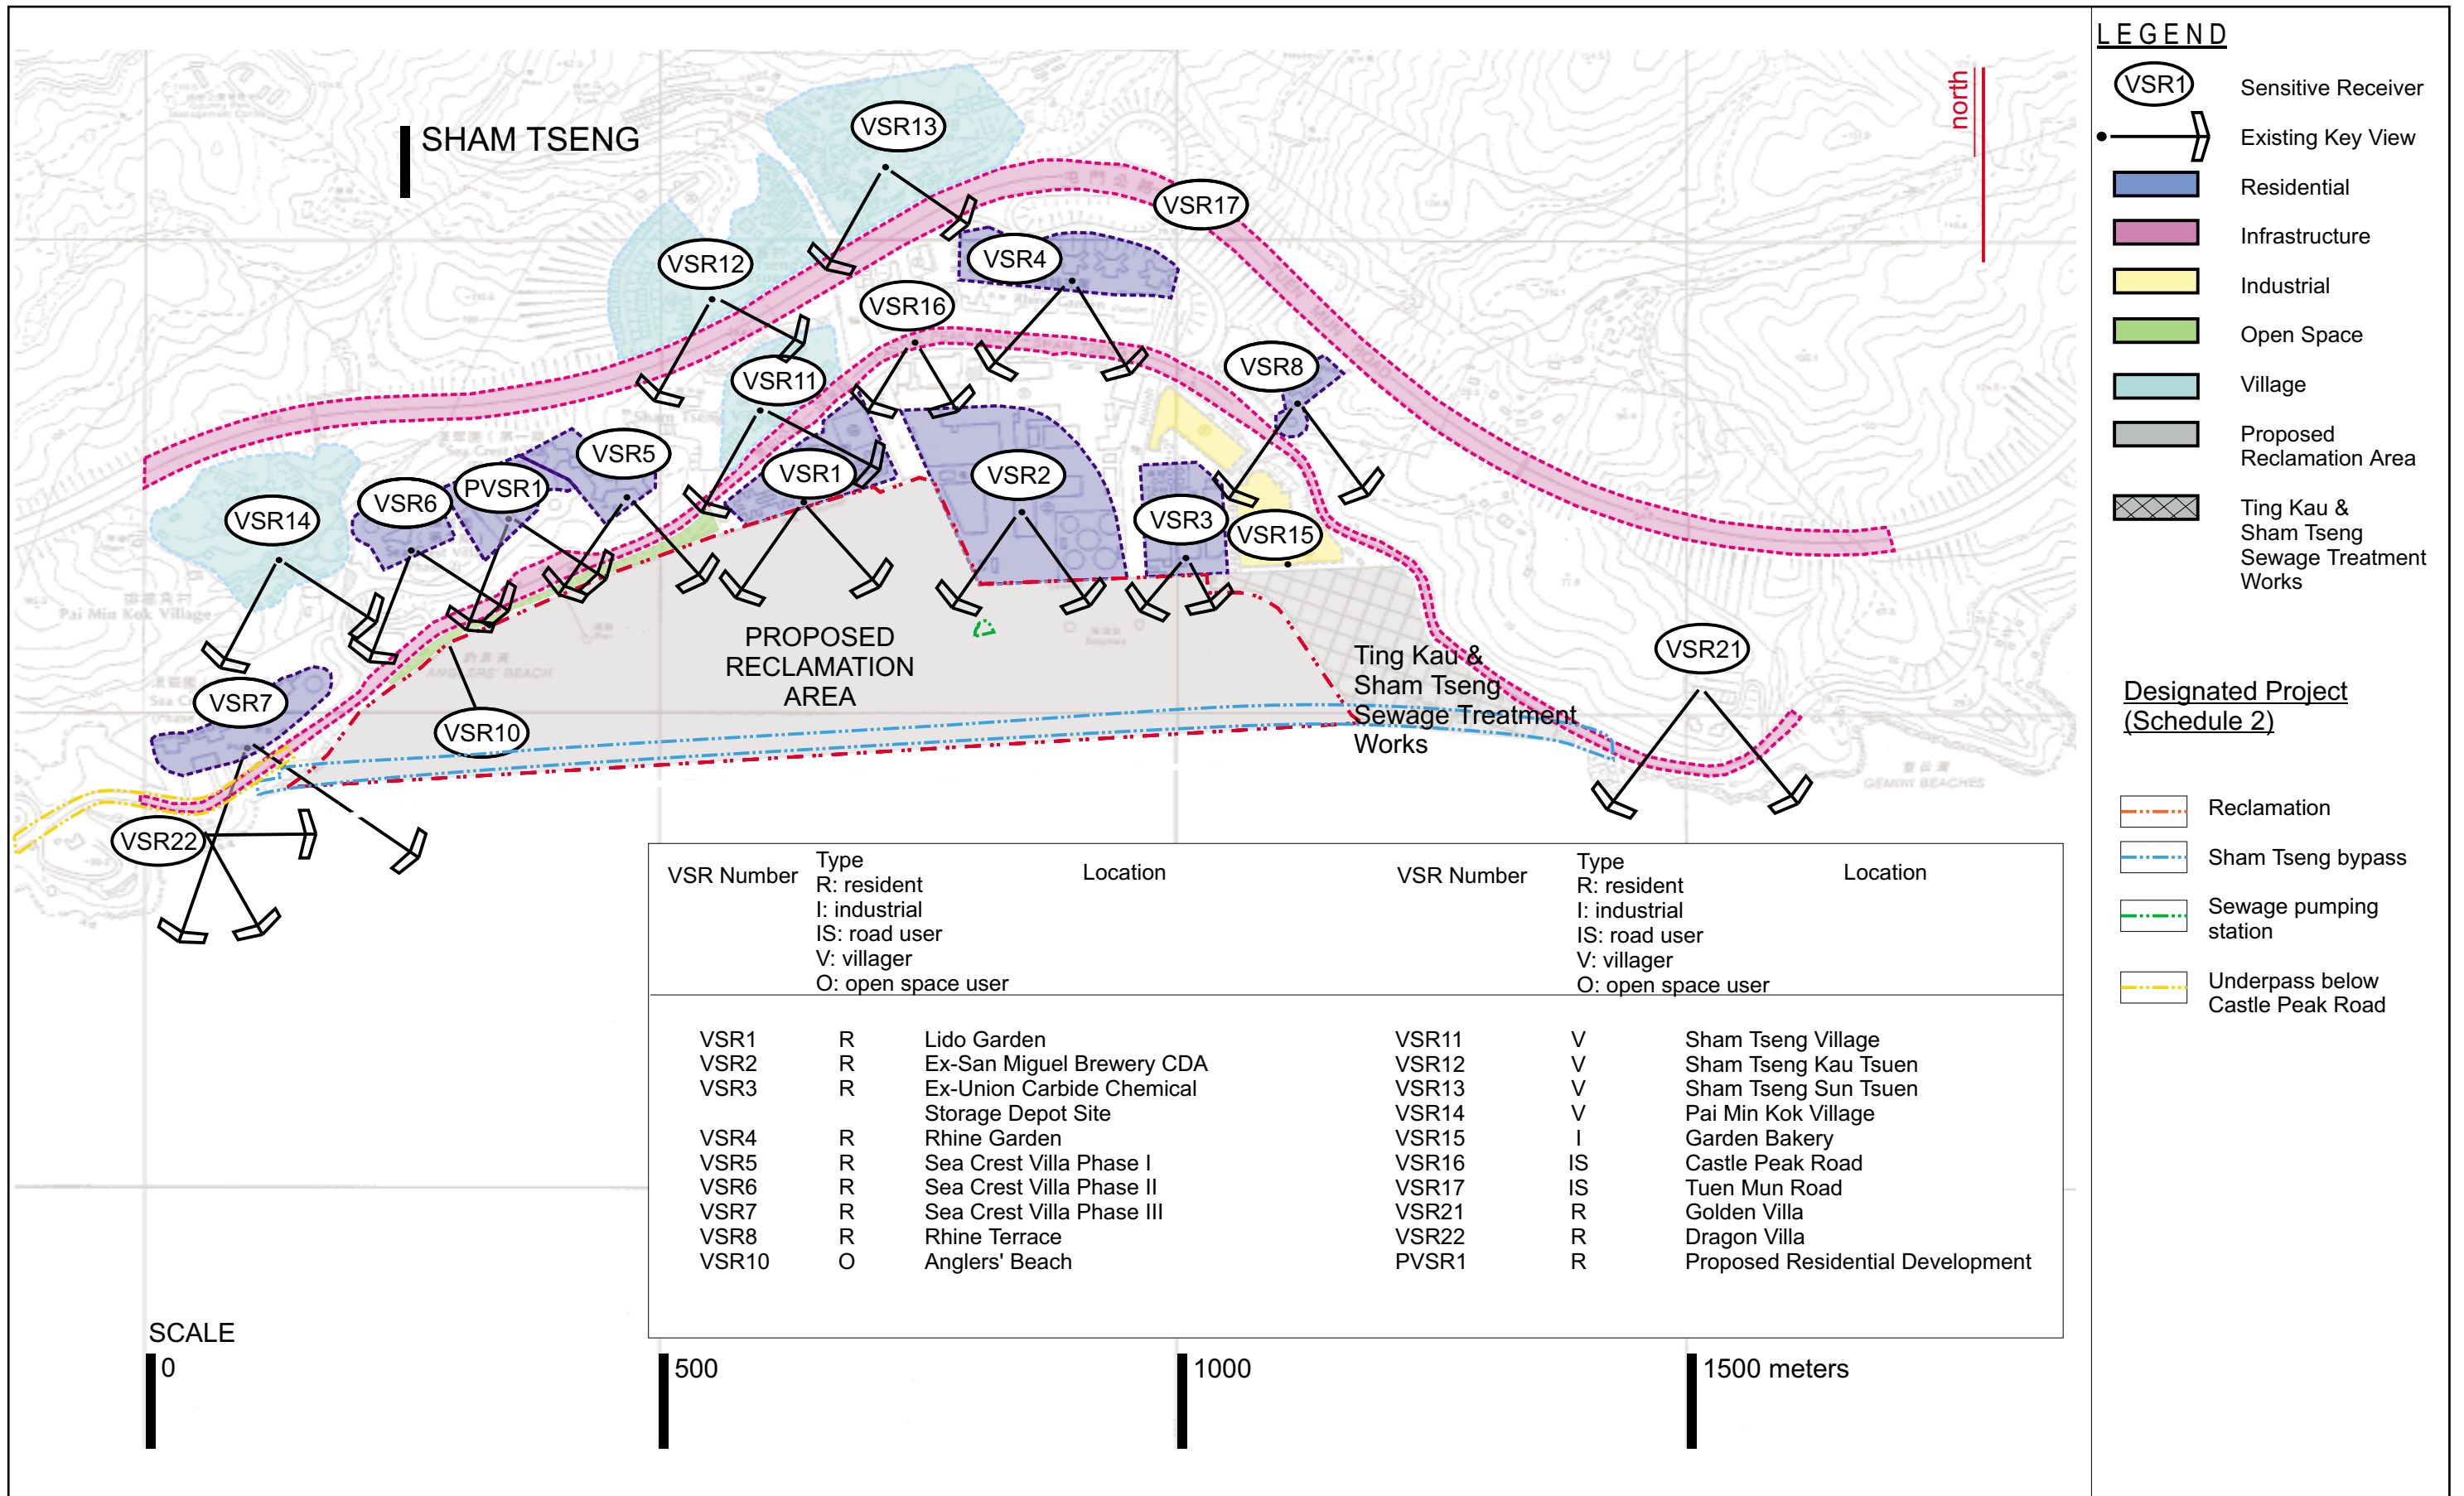 SHAM TSENG
north
VSR13
VSR17
VSR12
VSR4
VSR16
VSR11
VSR8
VSR5
VSR1
VSR2
PVSR1
VSR6
VSR14
VSR3
VSR15
Pai Min Kok Village
VSR21
VSR7
VSR10
VSR22
ANGLERS' BEACH
GEMINI BEACHES
PROPOSED
RECLAMATION
AREA
Ting Kau &
Sham Tseng
Sewage Treatment
Works
VSR Number Type Location VSR Number Type Location
R: resident R: resident
I: industrial I: industrial
IS: road user IS: road user
V: villager V: villager
O: open space user O: open space user
VSR1 R Lido Garden VSR11 V Sham Tseng Village
VSR2 R Ex-San Miguel Brewery CDA VSR12 V Sham Tseng Kau Tsuen
VSR3 R Ex-Union Carbide Chemical VSR13 V Sham Tseng Sun Tsuen
Storage Depot Site VSR14 V Pai Min Kok Village
VSR4 R Rhine Garden VSR15 I Garden Bakery
VSR5 R Sea Crest Villa Phase I VSR16 IS Castle Peak Road
VSR6 R Sea Crest Villa Phase II VSR17 IS Tuen Mun Road
VSR7 R Sea Crest Villa Phase III VSR21 R Golden Villa
VSR8 R Rhine Terrace VSR22 R Dragon Villa
VSR10 O Anglers' Beach PVSR1 R Proposed Residential Development
SCALE
0 500 1000 1500 meters
LEGEND
VSR1 Sensitive Receiver
Existing Key View
Residential
Infrastructure
Industrial
Open Space
Village
Proposed
Reclamation Area
Ting Kau &
Sham Tseng
Sewage Treatment
Works
Designated Project
(Schedule 2)
Reclamation
Sham Tseng bypass
Sewage pumping
station
Underpass below
Castle Peak Road